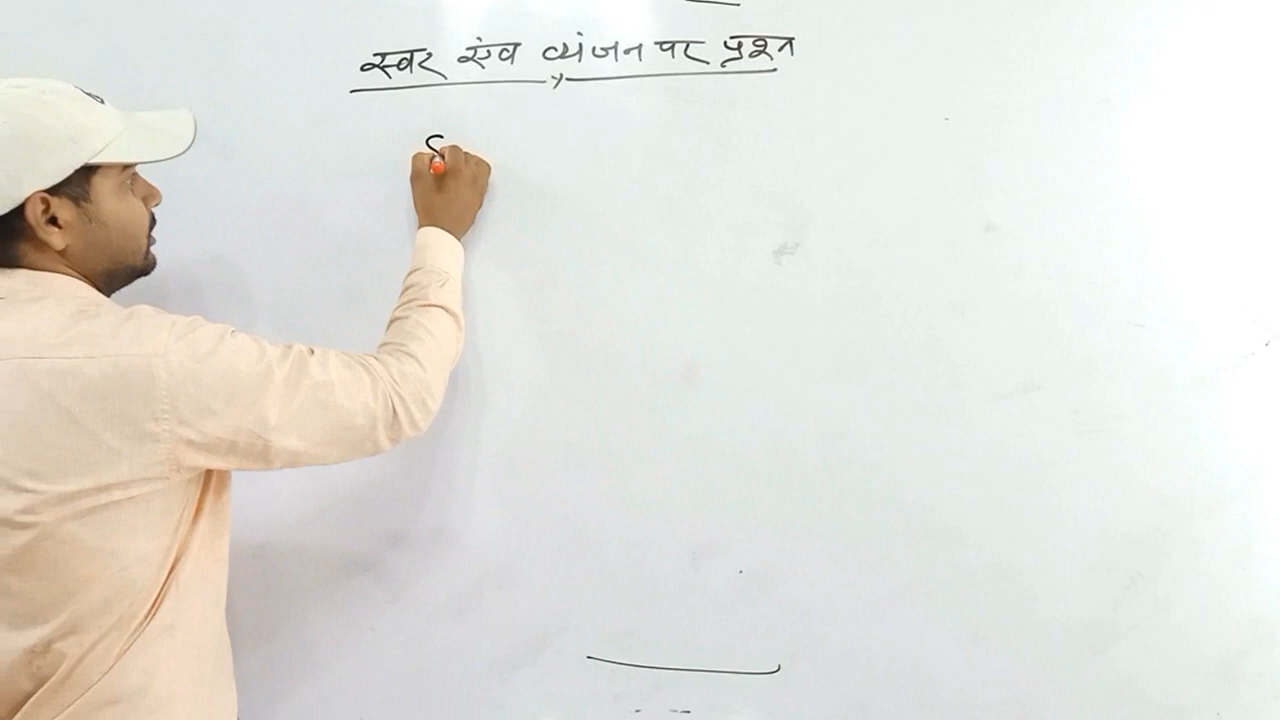 स्वर एंव व्यंजन पर प्रश्न